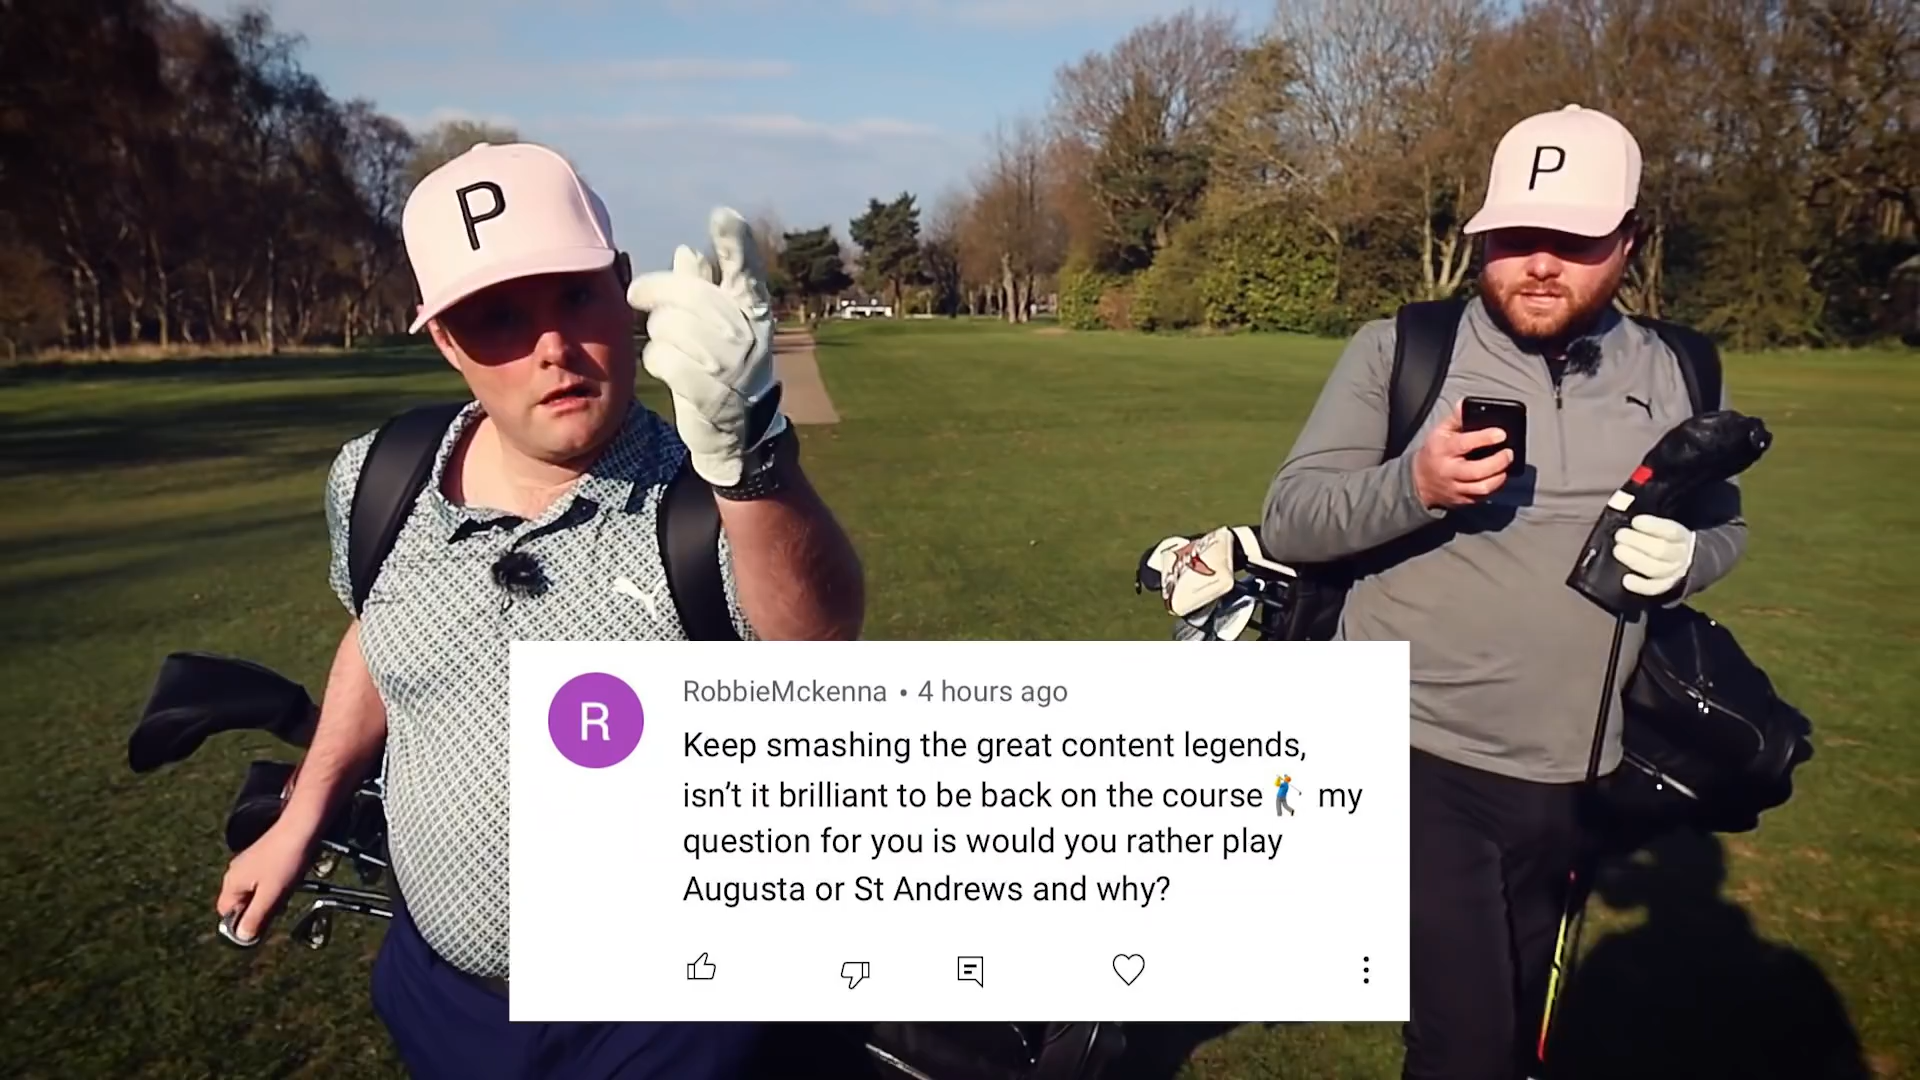 P
P
RobbieMckenna • 4 hours ago
Keep smashing the great content legends,
isn’t it brilliant to be back on the course🏌️ my
question for you is would you rather play
Augusta or St Andrews and why?
R